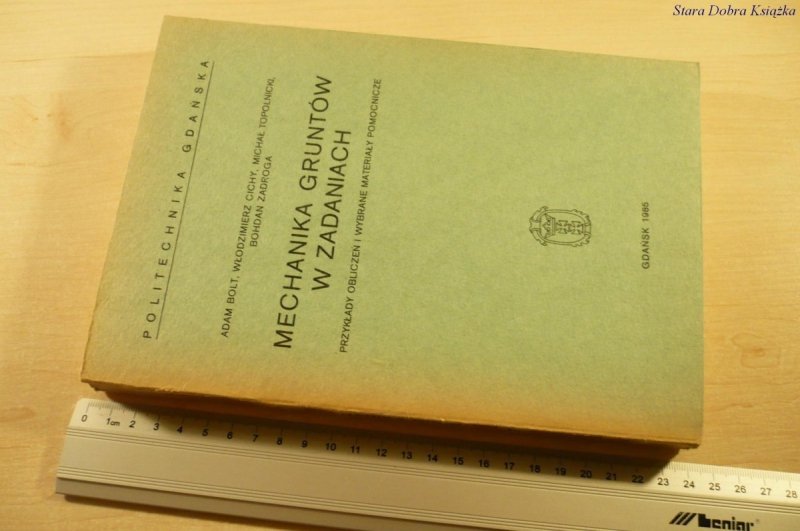 Stara Dobra Książka
POLITECHNIKA GDAŃSKA
ADAM BOLT, WŁODZIMIERZ CICHY, MICHAŁ TOPOLNICKI,
BOHDAN ZADROGA
MECHANIKA GRUNTÓW
W ZADANIACH
PRZYKŁADY OBLICZEŃ I WYBRANE MATERIAŁY POMOCNICZE
GDAŃSK 1985
0 1cm 2 3 4 5 6 7 8 9 10 11 12 13 14 15 16 17 18 19 20 21 22 23 24 25 26 27 28
leniar